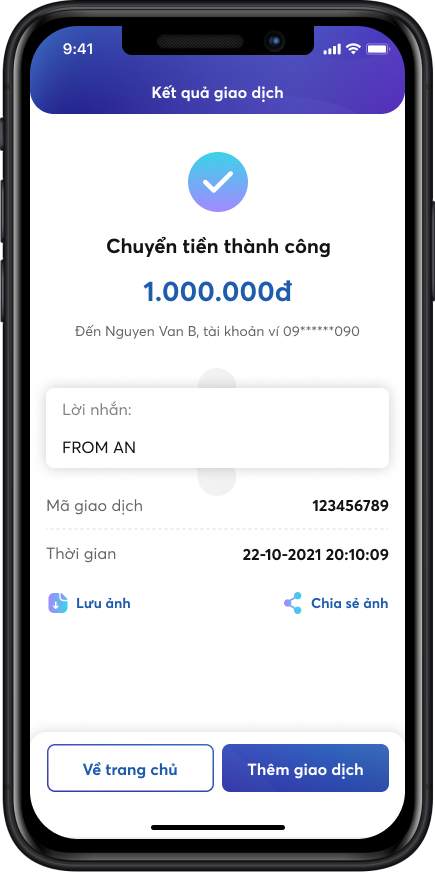 9:41
Kết quả giao dịch
Chuyển tiền thành công
1.000.000đ
Đến Nguyen Van B, tài khoản ví 09******090
Lời nhắn:
FROM AN
Mã giao dịch 123456789
Thời gian 22-10-2021 20:10:09
Lưu ảnh Chia sẻ ảnh
Về trang chủ Thêm giao dịch